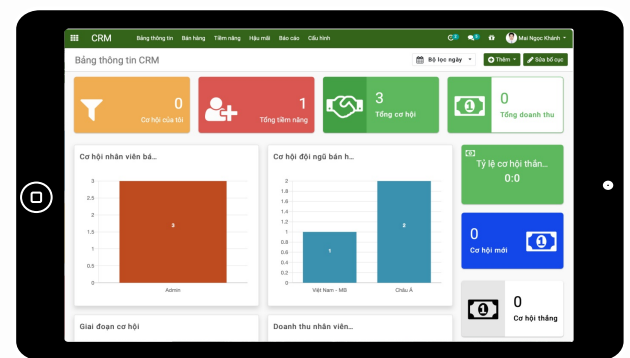 CRM Bảng thông tin Bán hàng Tiềm năng Hậu mãi Báo cáo Cấu hình Mai Ngọc Khánh
Bảng thông tin CRM Bộ lọc ngày Thêm Sửa bố cục
0
Cơ hội của tôi
1
Tổng tiềm năng
3
Tổng cơ hội
0
Tổng doanh thu
Cơ hội nhân viên bá...
3
2.5
2
1.5
1
0.5
0
3
Admin
Cơ hội đội ngũ bán h...
2
1.8
1.6
1.4
1.2
1
0.8
0.6
0.4
0.2
0
1
2
Việt Nam - MB Châu Á
Tỷ lệ cơ hội thắn...
0:0
0
Cơ hội mới
0
Cơ hội thắng
Giai đoạn cơ hội
Doanh thu nhân viên...